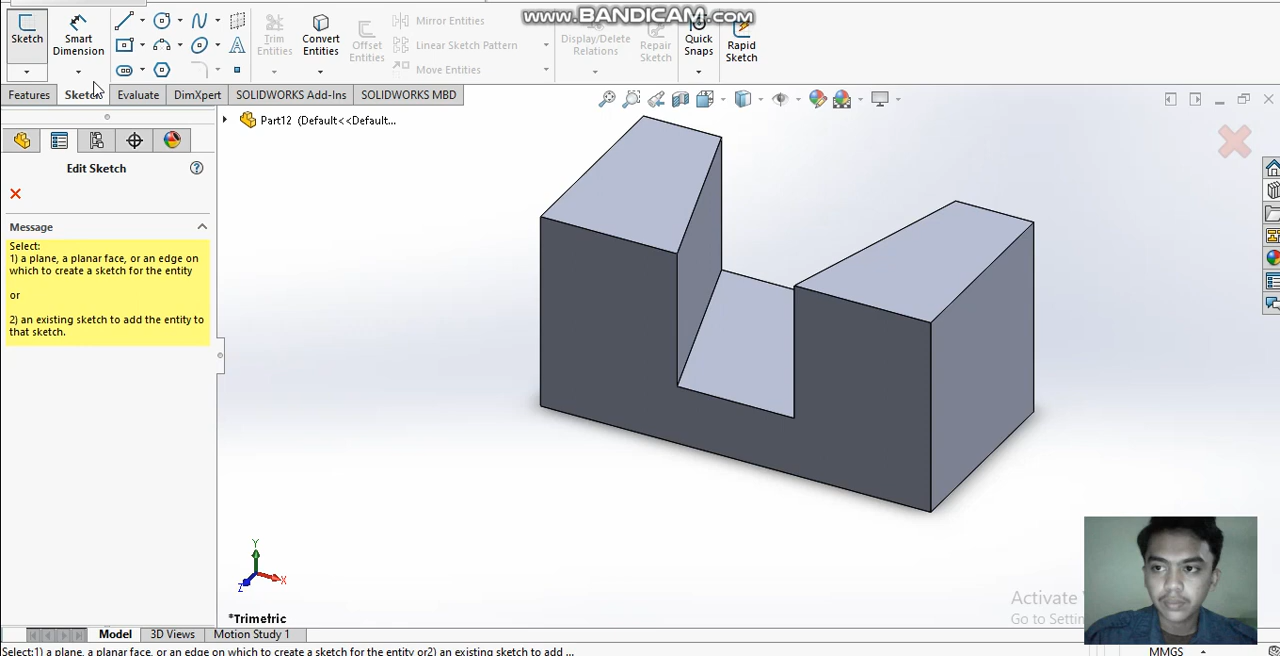 www.BANDICAM.com
Sketch
Smart
Dimension
Trim
Entities
Convert
Entities
Offset
Entities
Mirror Entities
Linear Sketch Pattern
Move Entities
Display/Delete
Relations
Repair
Sketch
Quick
Snaps
Rapid
Sketch
Features
Sketch
Evaluate
DimXpert
SOLIDWORKS Add-Ins
SOLIDWORKS MBD
Part12 (Default<<Default...
Edit Sketch
Message
Select:
1) a plane, a planar face, or an edge on
which to create a sketch for the entity
or
2) an existing sketch to add the entity to
that sketch.
Y
X
Z
*Trimetric
Activate
Go to Settin
Model
3D Views
Motion Study 1
Select:1) a plane, a planar face, or an edge on which to create a sketch for the entity or2) an existing sketch to add ...
MMGS